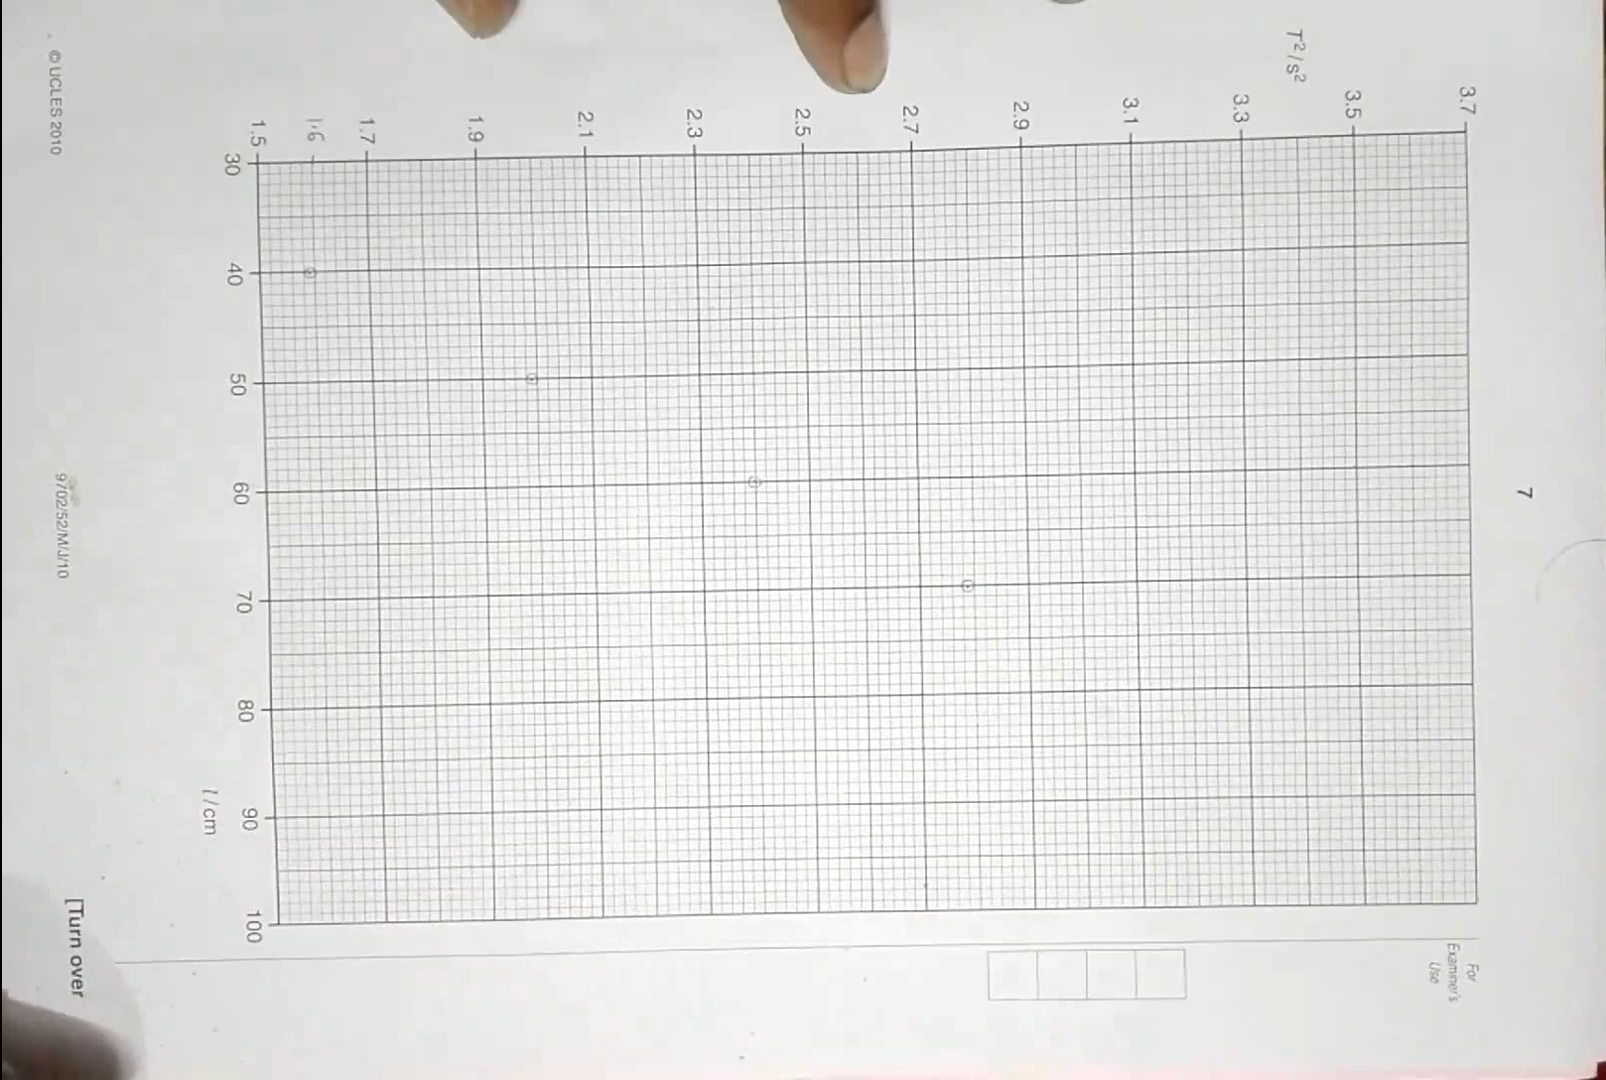 7
For
Examiner's
Use
T²/s²
3.7
3.5
3.3
3.1
2.9
2.7
2.5
2.3
2.1
1.9
1.7
1.6
1.5
30
40
50
60
70
80
90
100
l/cm
© UCLES 2010
9702/52/M/J/10
[Turn over